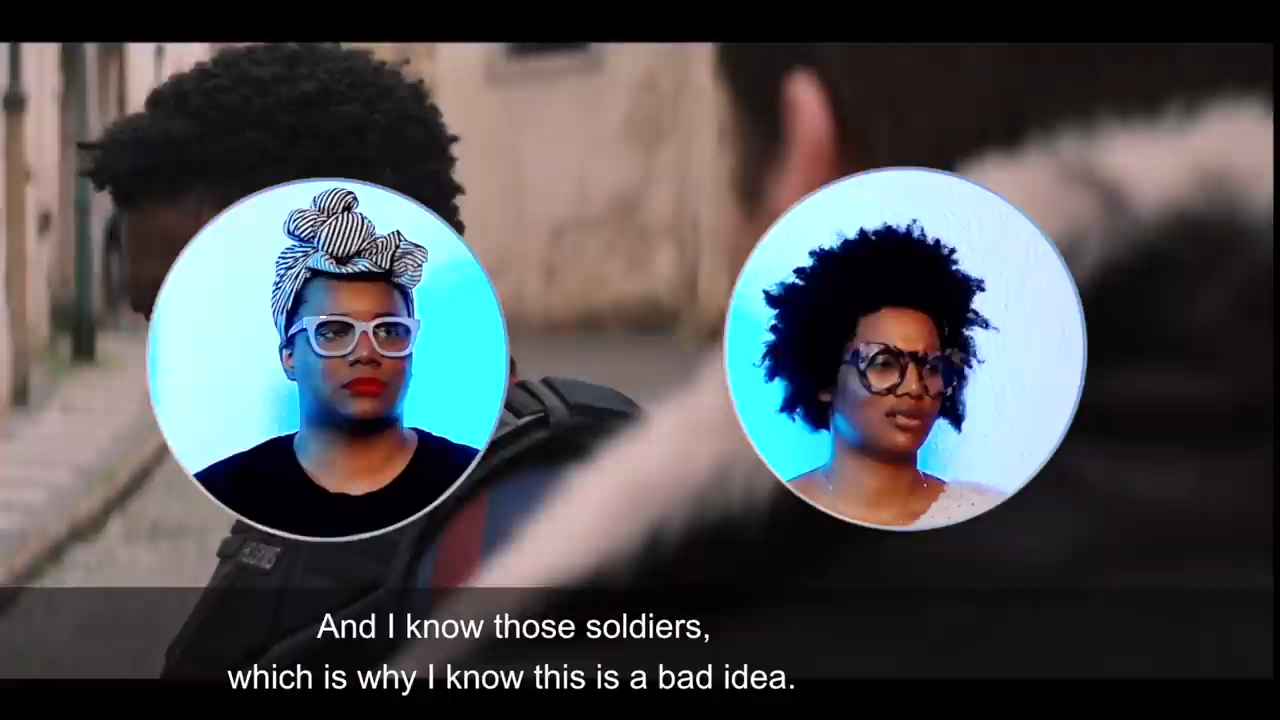 And I know those soldiers,
which is why I know this is a bad idea.